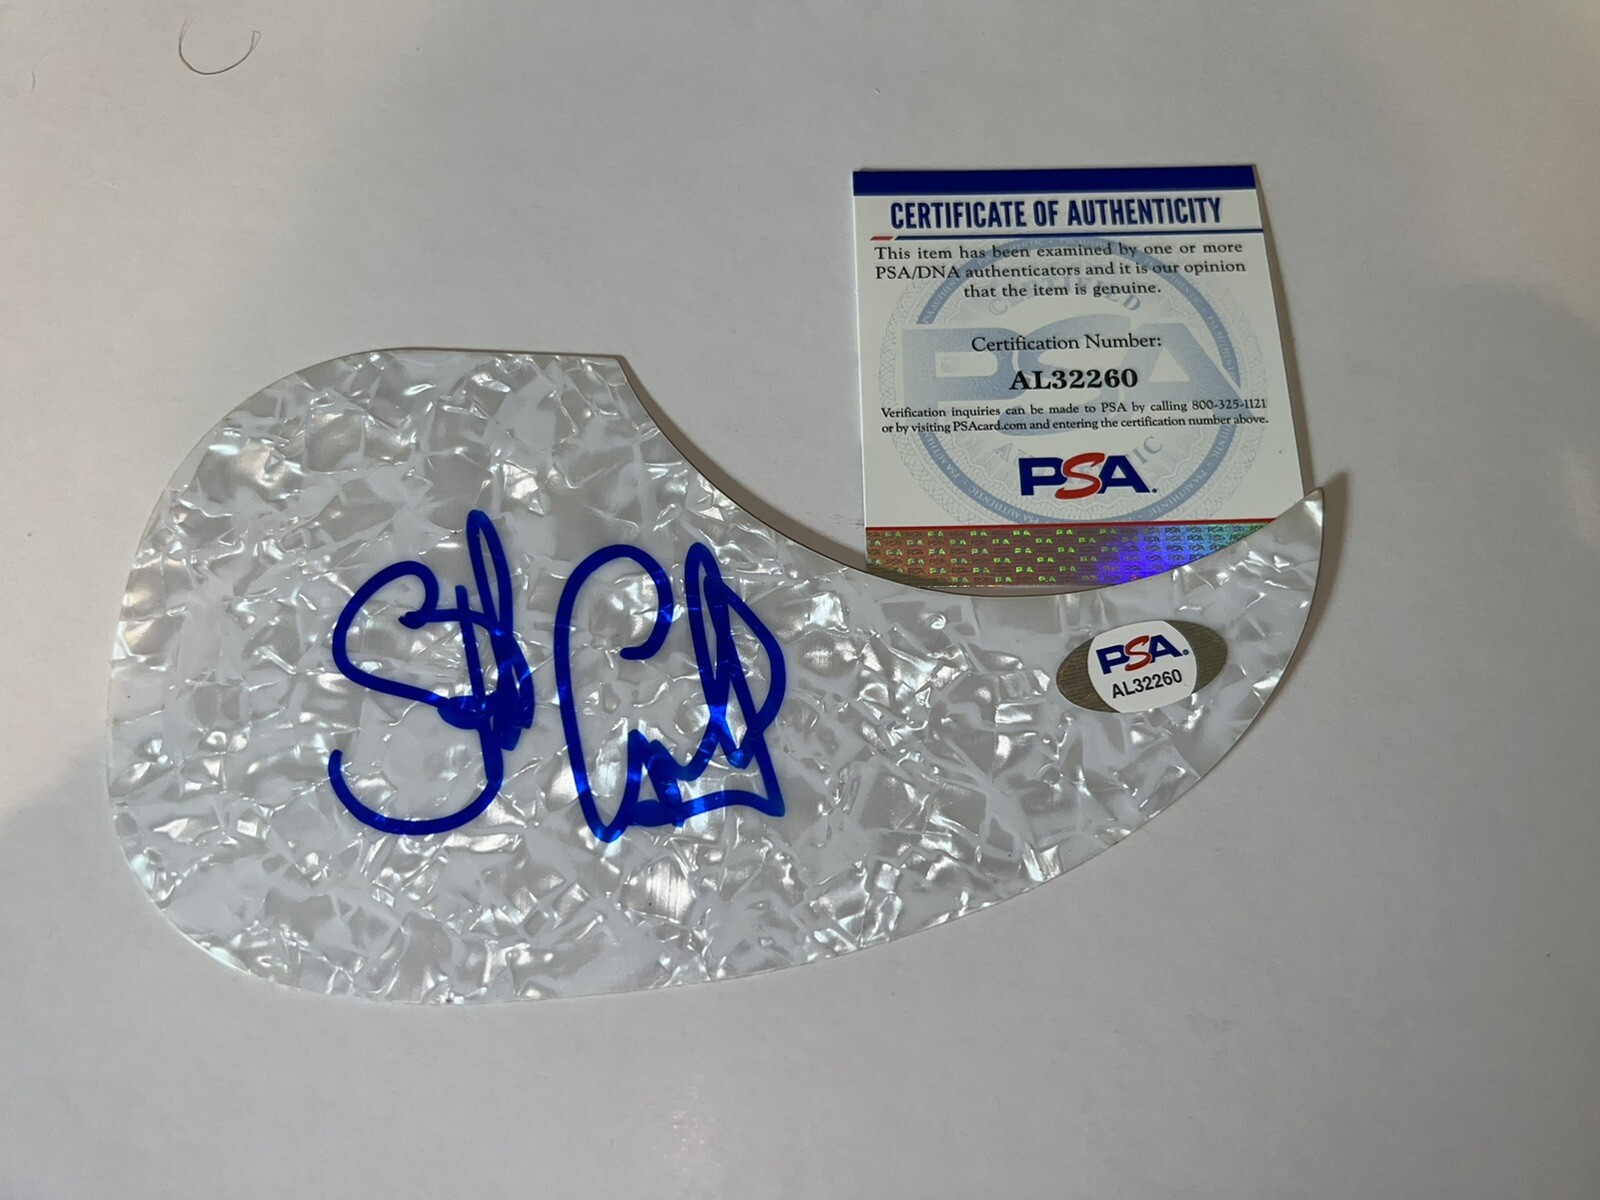 CERTIFICATE OF AUTHENTICITY
This item has been examined by one or more
PSA/DNA authenticators and it is our opinion
that the item is genuine.
Certification Number:
AL32260
Verification inquiries can be made to PSA by calling 800-325-1121
or by visiting PSAcard.com and entering the certification number above.
PSA
PSA
AL32260